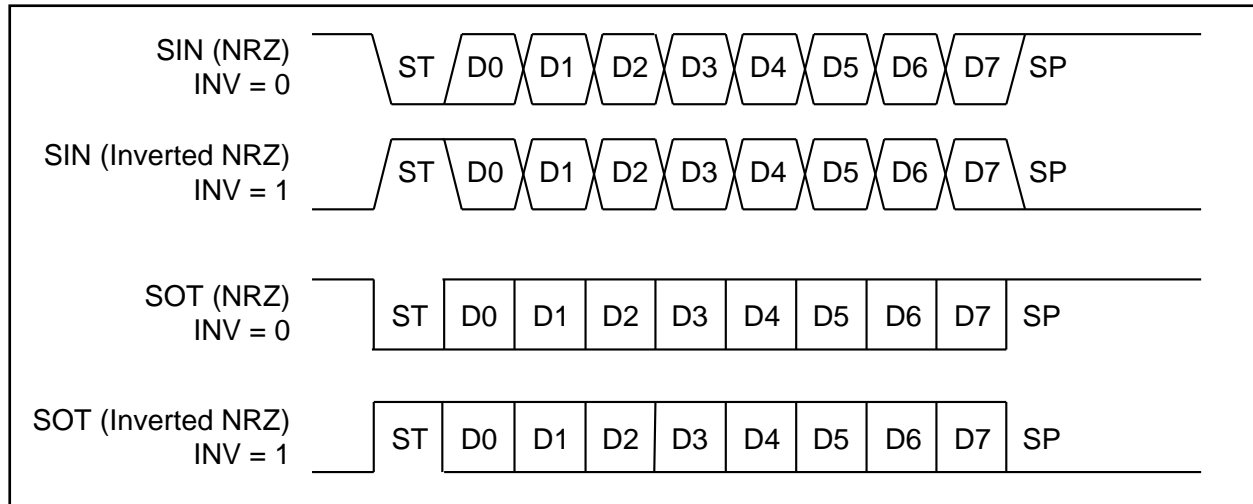 SIN (NRZ)
INV = 0
ST D0 D1 D2 D3 D4 D5 D6 D7 SP
SIN (Inverted NRZ)
INV = 1
ST D0 D1 D2 D3 D4 D5 D6 D7 SP
SOT (NRZ)
INV = 0
ST D0 D1 D2 D3 D4 D5 D6 D7 SP
SOT (Inverted NRZ)
INV = 1
ST D0 D1 D2 D3 D4 D5 D6 D7 SP